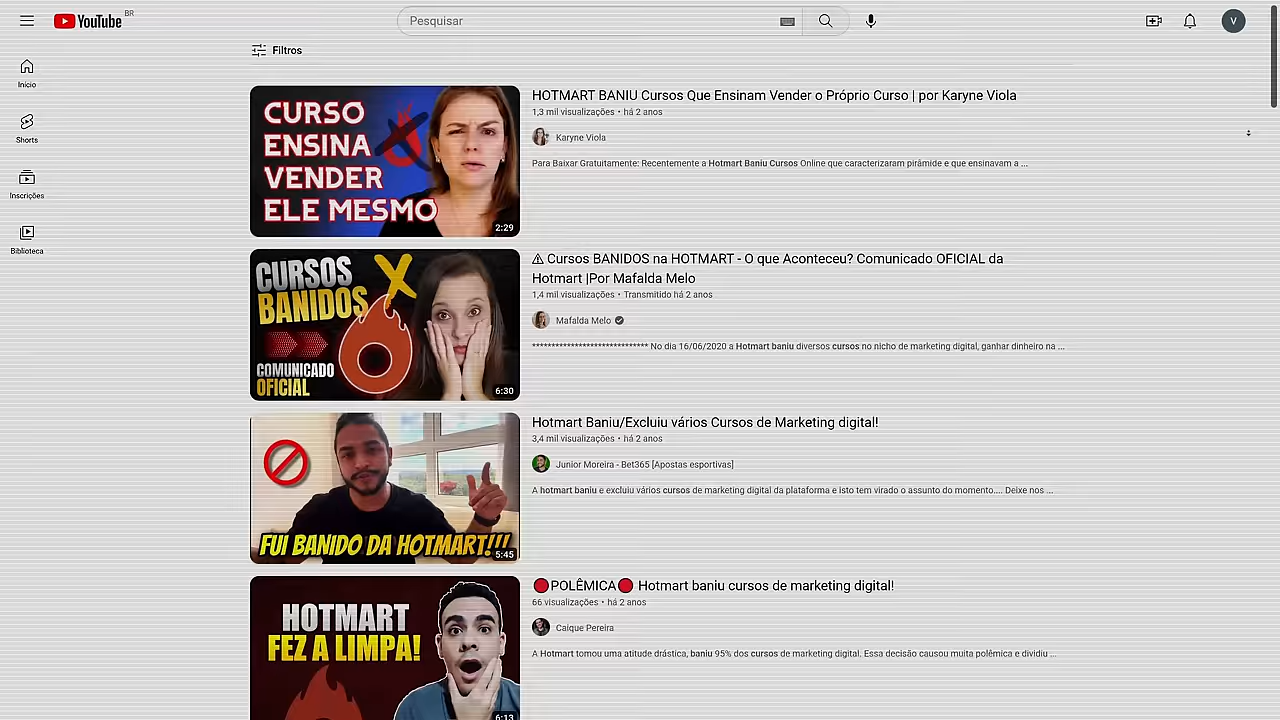 YouTube BR
Pesquisar
V
Filtros
Início
Shorts
Inscrições
Biblioteca
CURSO
ENSINA
VENDER
ELE MESMO
2:29
HOTMART BANIU Cursos Que Ensinam Vender o Próprio Curso | por Karyne Viola
1,3 mil visualizações • há 2 anos
Karyne Viola
Para Baixar Gratuitamente: Recentemente a Hotmart Baniu Cursos Online que caracterizaram pirâmide e que ensinavam a ...
CURSOS
BANIDOS
COMUNICADO
OFICIAL
6:30
⚠ Cursos BANIDOS na HOTMART - O que Aconteceu? Comunicado OFICIAL da
Hotmart |Por Mafalda Melo
1,4 mil visualizações • Transmitido há 2 anos
Mafalda Melo
***************************** No dia 16/06/2020 a Hotmart baniu diversos cursos no nicho de marketing digital, ganhar dinheiro na ...
FUI BANIDO DA HOTMART!!!
5:45
Hotmart Baniu/Excluiu vários Cursos de Marketing digital!
3,4 mil visualizações • há 2 anos
Junior Moreira - Bet365 [Apostas esportivas]
A hotmart baniu e excluiu vários cursos de marketing digital da plataforma e isto tem virado o assunto do momento.... Deixe nos ...
HOTMART
FEZ A LIMPA!
6:13
🔴POLÊMICA🔴 Hotmart baniu cursos de marketing digital!
66 visualizações • há 2 anos
Caique Pereira
A Hotmart tomou uma atitude drástica, baniu 95% dos cursos de marketing digital. Essa decisão causou muita polêmica e dividiu ...